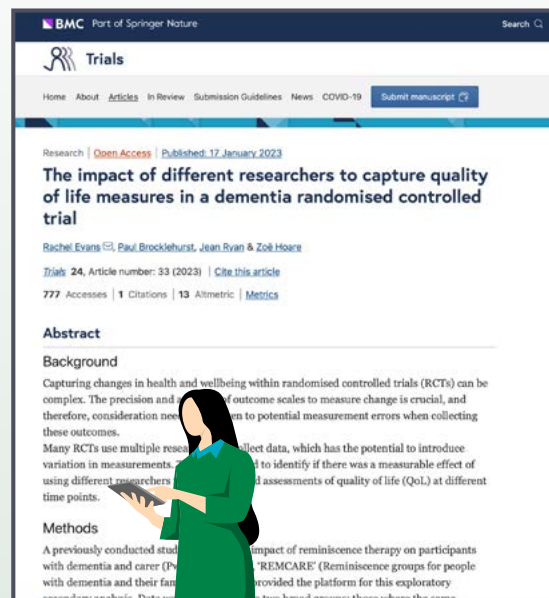 BMC Part of Springer Nature
Search
Trials
Home About Articles In Review Submission Guidelines News COVID-19 Submit manuscript
Research | Open Access | Published: 17 January 2023
The impact of different researchers to capture quality
of life measures in a dementia randomised controlled
trial
Rachel Evans, Paul Brocklehurst, Jean Ryan & Zoë Hoare
Trials 24, Article number: 33 (2023) | Cite this article
777 Accesses | 1 Citations | 13 Altmetric | Metrics
Abstract
Background
Capturing changes in health and wellbeing within randomised controlled trials (RCTs) can be
complex. The precision and of outcome scales to measure change is crucial, and
therefore, consideration to potential measurement errors when collecting
these outcomes.
Many RCTs use multiple data, which has the potential to introduce
variation in measurements. to identify if there was a measurable effect of
using different researchers assessments of quality of life (QoL) at different
time points.
Methods
A previously conducted impact of reminiscence therapy on participants
with dementia and carer 'REMCARE' (Reminiscence groups for people
with dementia and their provided the platform for this exploratory